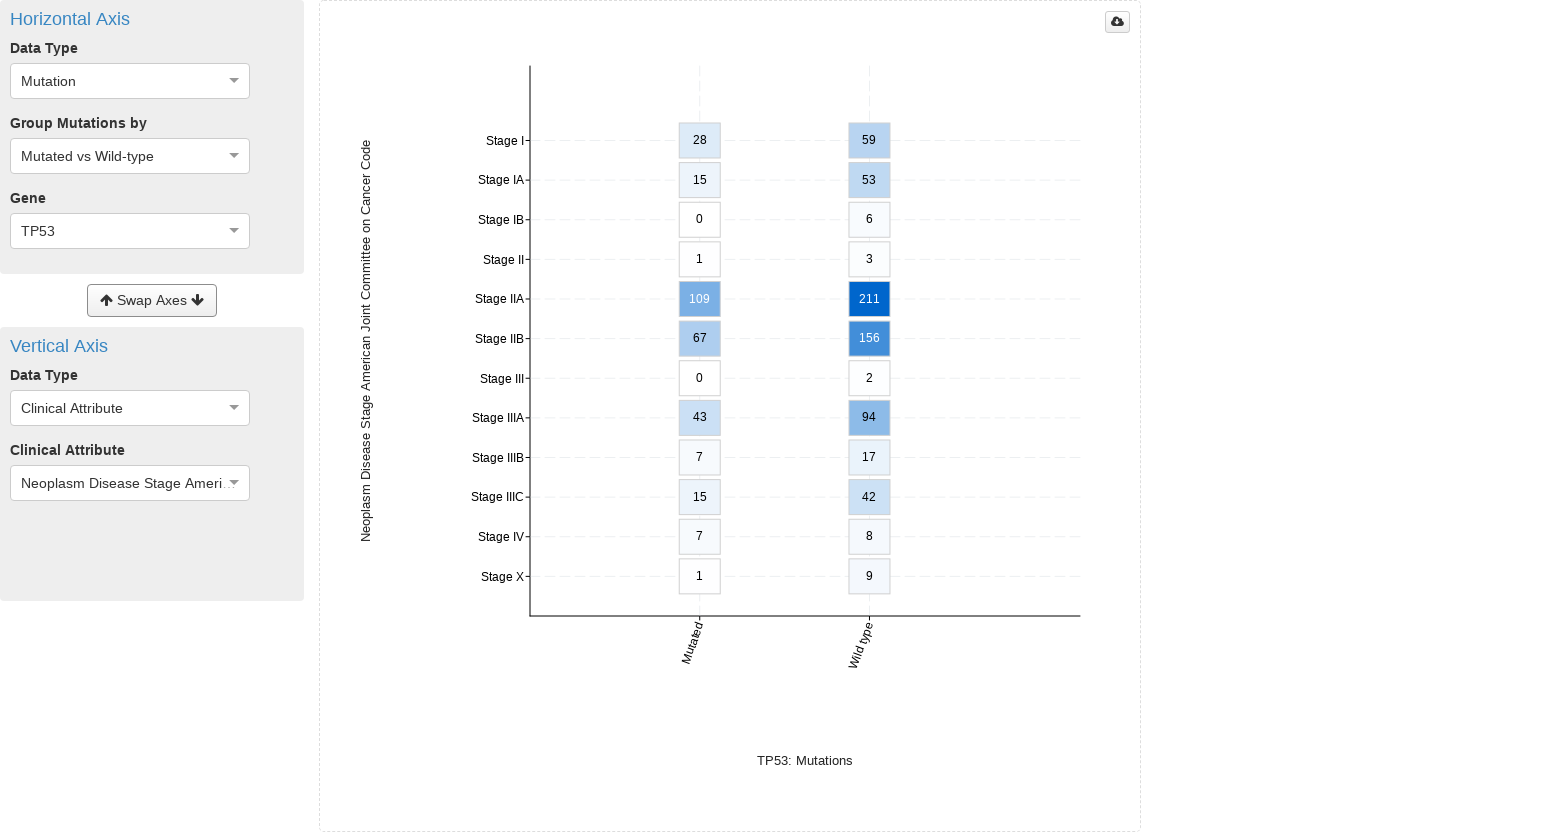 Horizontal Axis
Data Type
Mutation
Group Mutations by
Mutated vs Wild-type
Gene
TP53
Swap Axes
Vertical Axis
Data Type
Clinical Attribute
Clinical Attribute
Neoplasm Disease Stage Ameri...
Neoplasm Disease Stage American Joint Committee on Cancer Code
Stage I 28 59
Stage IA 15 53
Stage IB 0 6
Stage II 1 3
Stage IIA 109 211
Stage IIB 67 156
Stage III 0 2
Stage IIIA 43 94
Stage IIIB 7 17
Stage IIIC 15 42
Stage IV 7 8
Stage X 1 9
Mutated Wild type
TP53: Mutations